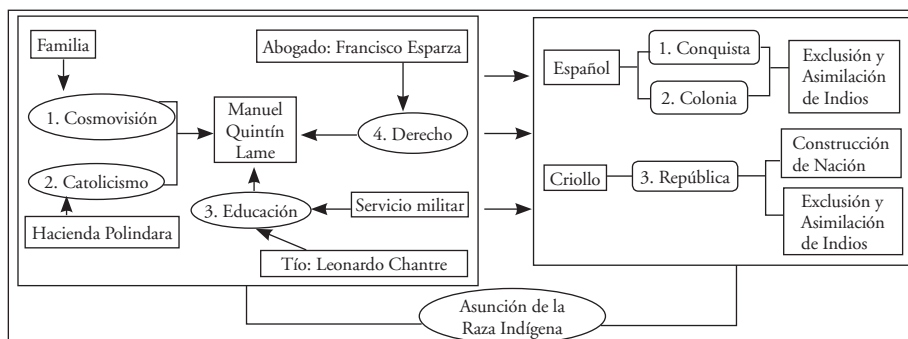 Familia
Abogado: Francisco Esparza
1. Cosmovisión
Manuel
Quintín
Lame
4. Derecho
2. Catolicismo
3. Educación
Servicio militar
Hacienda Polindara
Tío: Leonardo Chantre
Español
1. Conquista
2. Colonia
Exclusión y
Asimilación
de Indios
Criollo
3. República
Construcción
de Nación
Exclusión y
Asimilación
de Indios
Asunción de la
Raza Indígena